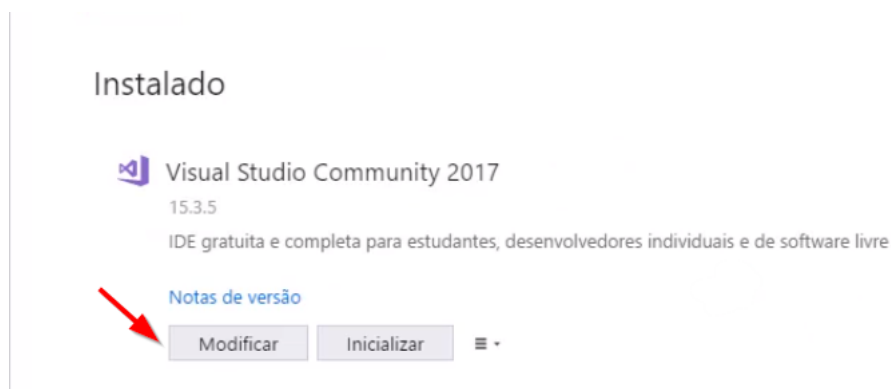 Instalado
Visual Studio Community 2017
15.3.5
IDE gratuita e completa para estudantes, desenvolvedores individuais e de software livre
Notas de versão
Modificar Inicializar